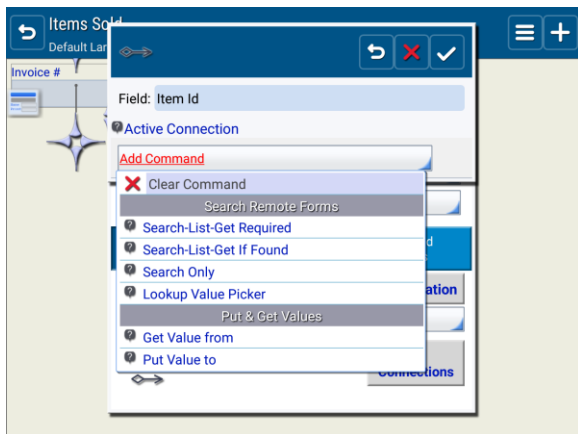 Items So
Default Lan
Invoice #
Field: Item Id
Active Connection
Add Command
Clear Command
Search Remote Forms
Search-List-Get Required
Search-List-Get If Found
d
Search Only
Lookup Value Picker
ation
Put & Get Values
Get Value from
Put Value to
Connections